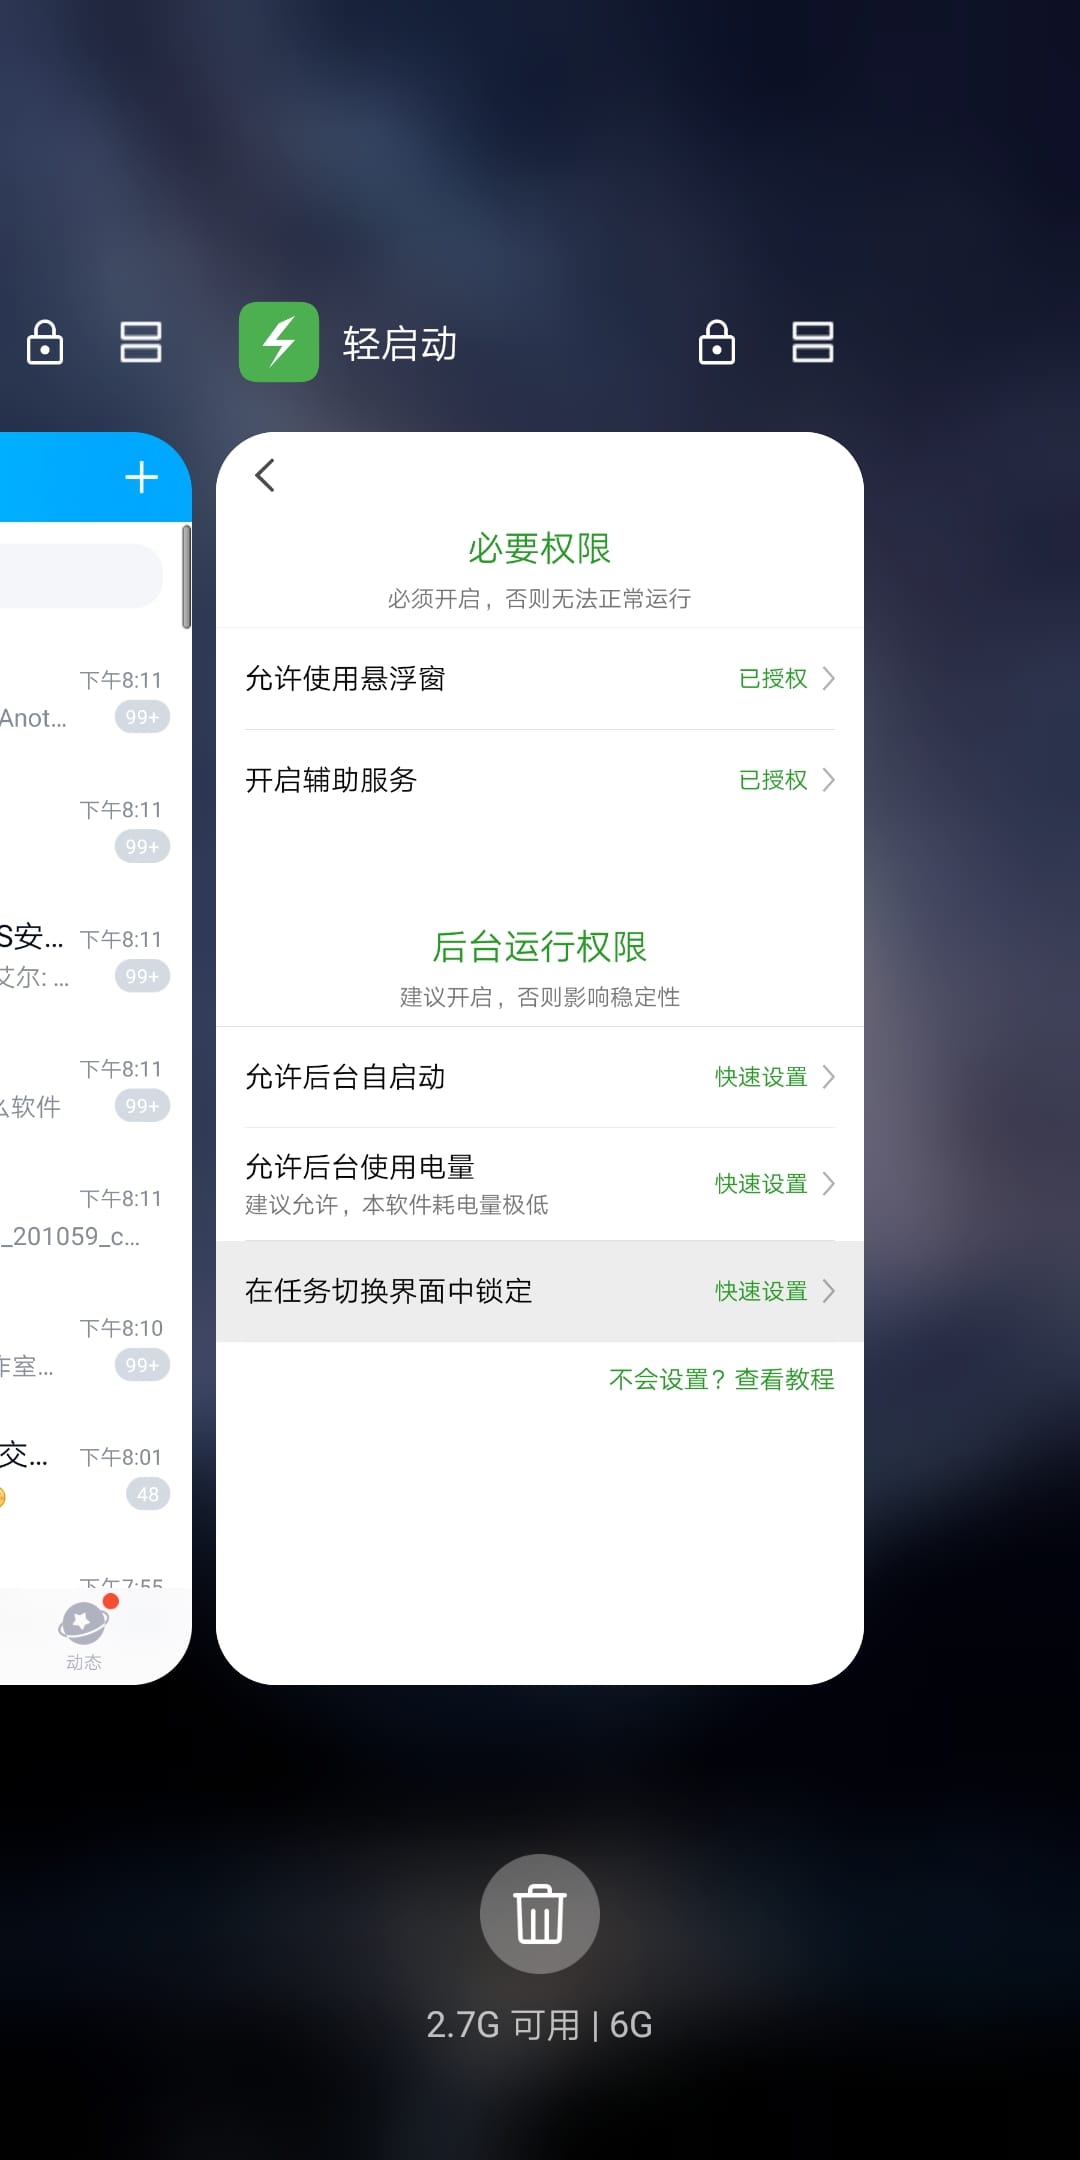 轻启动
下午8:11
Anot...
99+
下午8:11
99+
S安...
下午8:11
艾尔: ...
99+
下午8:11
么软件
99+
下午8:11
_201059_c...
下午8:10
作室...
99+
交...
下午8:01
48
下午7:55
动态
必要权限
必须开启，否则无法正常运行
允许使用悬浮窗
已授权
开启辅助服务
已授权
后台运行权限
建议开启，否则影响稳定性
允许后台自启动
快速设置
允许后台使用电量
建议允许，本软件耗电量极低
快速设置
在任务切换界面中锁定
快速设置
不会设置？查看教程
2.7G 可用 | 6G